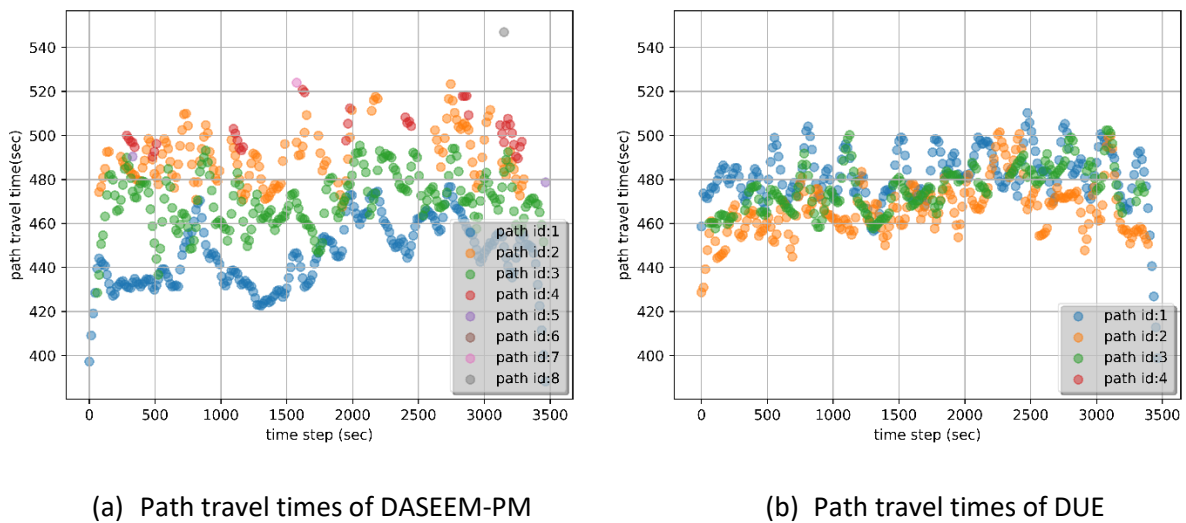 540
520
500
480
460
440
420
400
path travel time(sec)
0 500 1000 1500 2000 2500 3000 3500
time step (sec)
path id:1
path id:2
path id:3
path id:4
path id:5
path id:6
path id:7
path id:8
(a) Path travel times of DASEEM-PM
540
520
500
480
460
440
420
400
path travel time(sec)
0 500 1000 1500 2000 2500 3000 3500
time step (sec)
path id:1
path id:2
path id:3
path id:4
(b) Path travel times of DUE